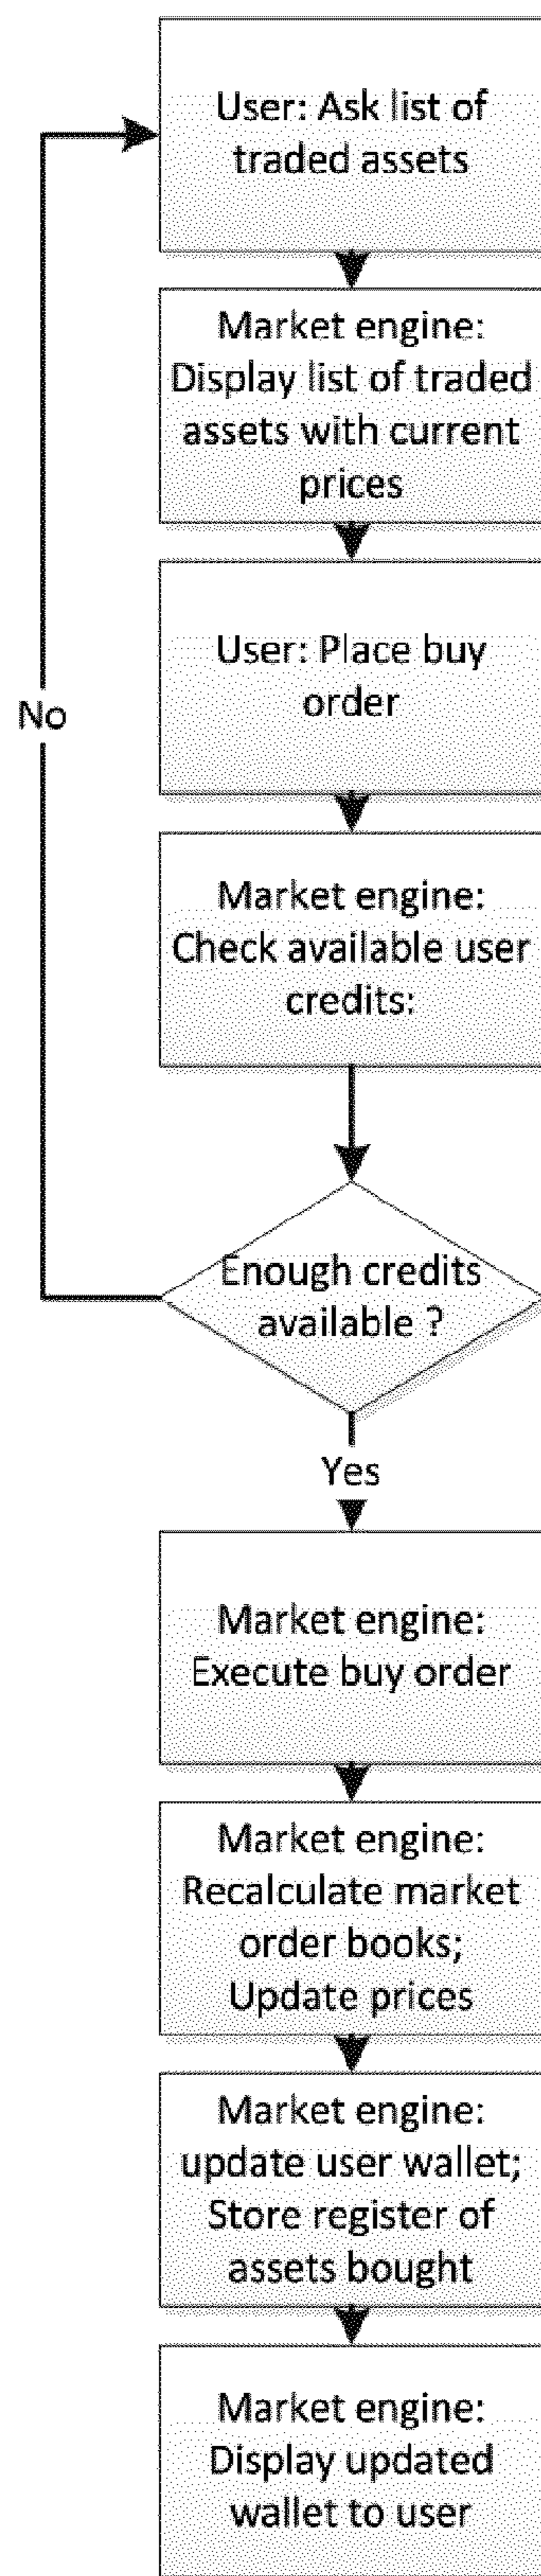 User: Ask list of
traded assets
Market engine:
Display list of traded
assets with current
prices
User: Place buy
order
No
Market engine:
Check available user
credits:
Enough credits
available ?
Yes
Market engine:
Execute buy order
Market engine:
Recalculate market
order books;
Update prices
Market engine:
update user wallet;
Store register of
assets bought
Market engine:
Display updated
wallet to user